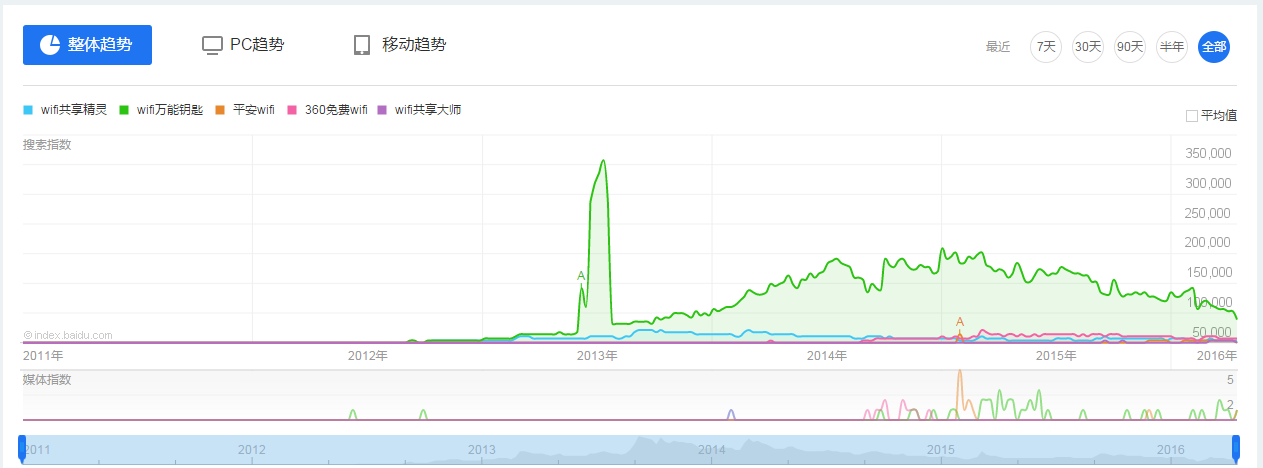 整体趋势 PC趋势 移动趋势 最近 7天 30天 90天 半年 全部
wifi共享精灵 wifi万能钥匙 平安wifi 360免费wifi wifi共享大师 平均值
搜索指数
350,000
300,000
250,000
200,000
150,000
100,000
50,000
A
A
© index.baidu.com
2011年 2012年 2013年 2014年 2015年 2016年
媒体指数
5
2
2011 2012 2013 2014 2015 2016